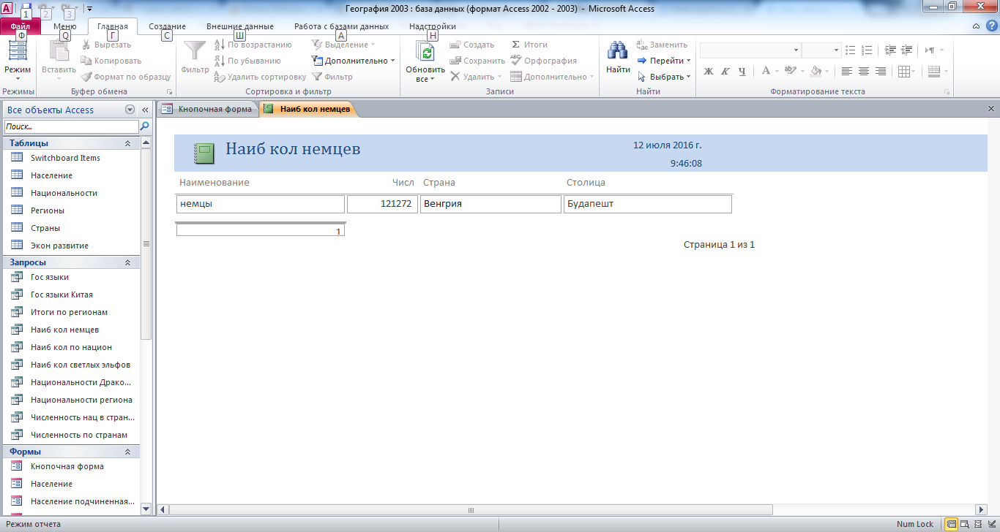 География 2003 : база данных (формат Access 2002 - 2003) - Microsoft Access
1 2 3
Файл Меню Главная Создание Внешние данные Работа с базами данных Надстройки
Ф Q Г С Ш А Н
Режим
Режимы
Вставить
Вырезать
Копировать
Формат по образцу
Буфер обмена
Фильтр
По возрастанию
По убыванию
Удалить сортировку
Выделение
Дополнительно
Фильтр
Сортировка и фильтр
Обновить
все
Создать
Сохранить
Удалить
Итоги
Орфография
Дополнительно
Записи
Найти
Заменить
Перейти
Выбрать
Найти
Ж К Ч
Форматирование текста
Все объекты Access
Поиск...
Таблицы
Switchboard Items
Население
Национальности
Регионы
Страны
Экон развитие
Запросы
Гос языки
Гос языки Китая
Итоги по регионам
Наиб кол немцев
Наиб кол по национ
Наиб кол светлых эльфов
Национальности Драко...
Национальности региона
Численность нац в стран...
Численность по странам
Формы
Кнопочная форма
Население
Население подчиненная...
Кнопочная форма Наиб кол немцев
Наиб кол немцев
12 июля 2016 г.
9:46:08
Наименование Числ Страна Столица
немцы 121272 Венгрия Будапешт
1
Страница 1 из 1
Режим отчета Num Lock